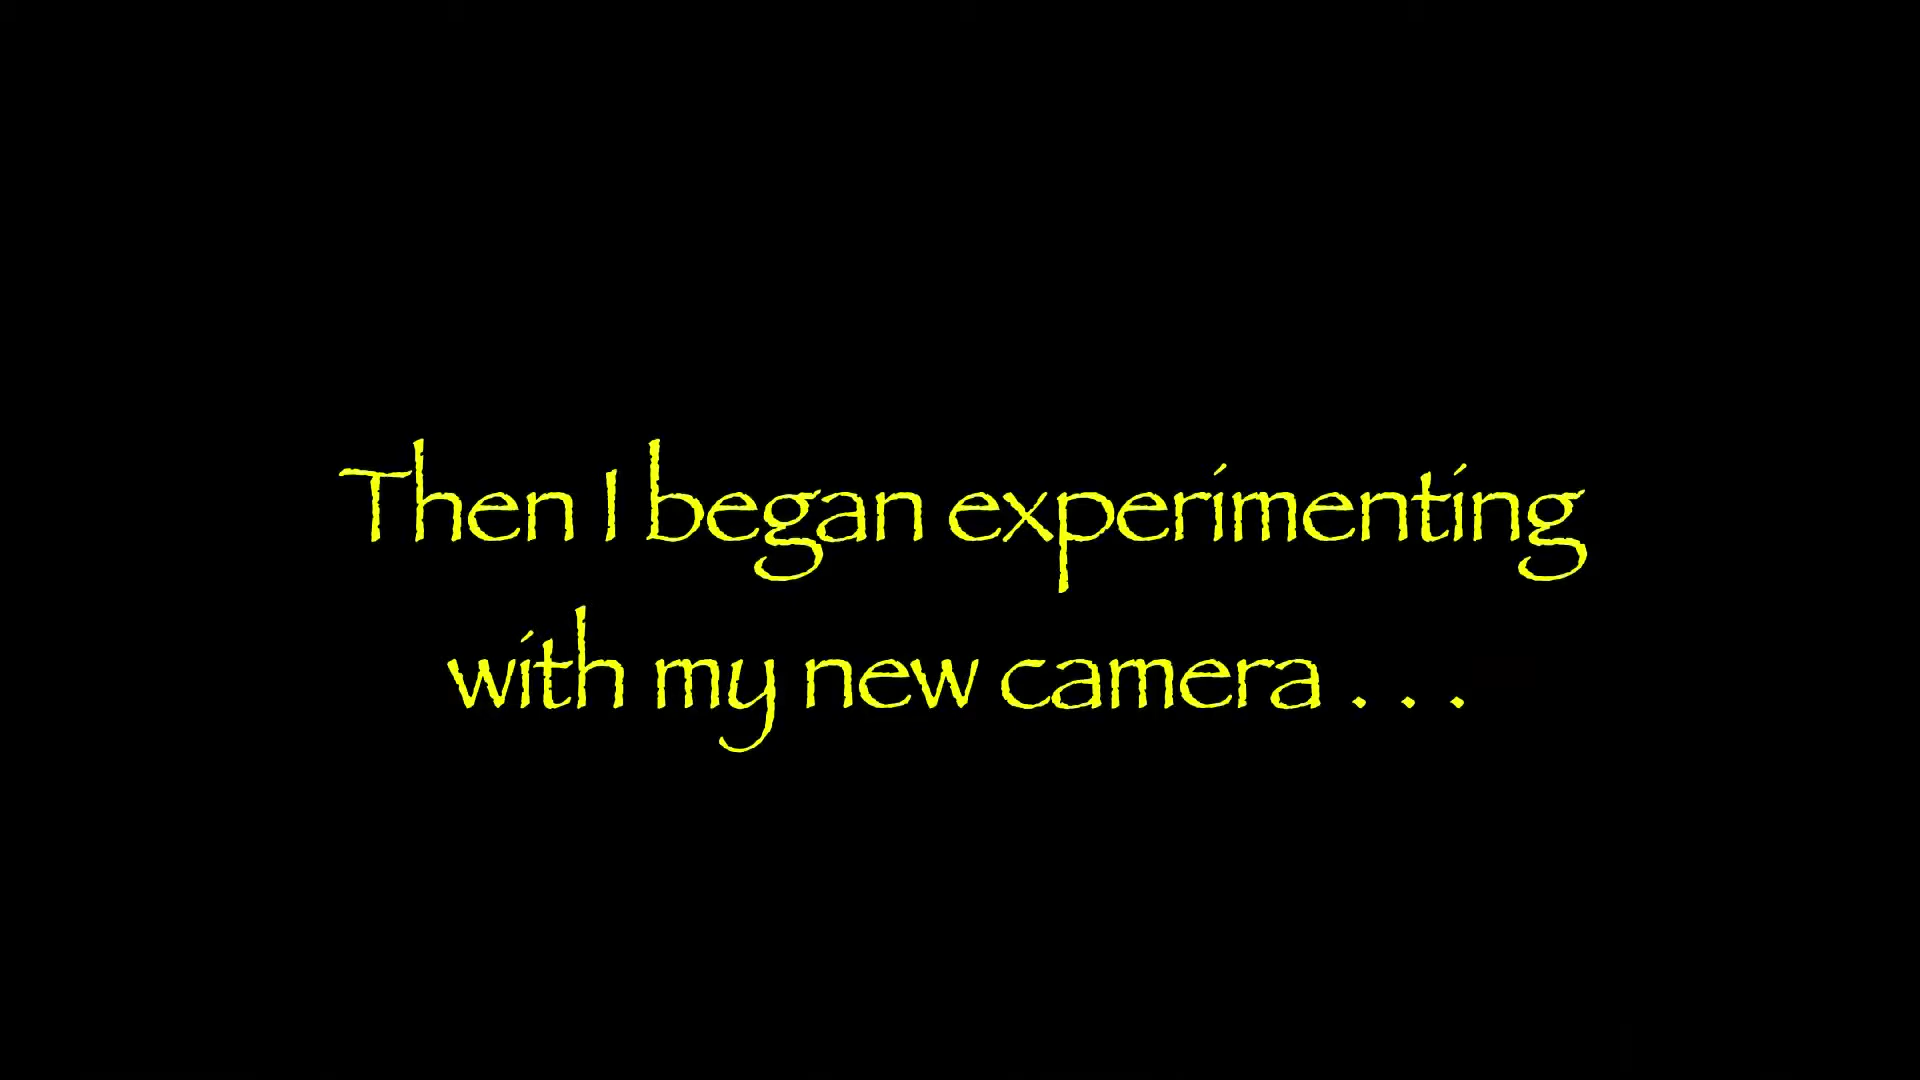 Then I began experimenting
with my new camera . . .